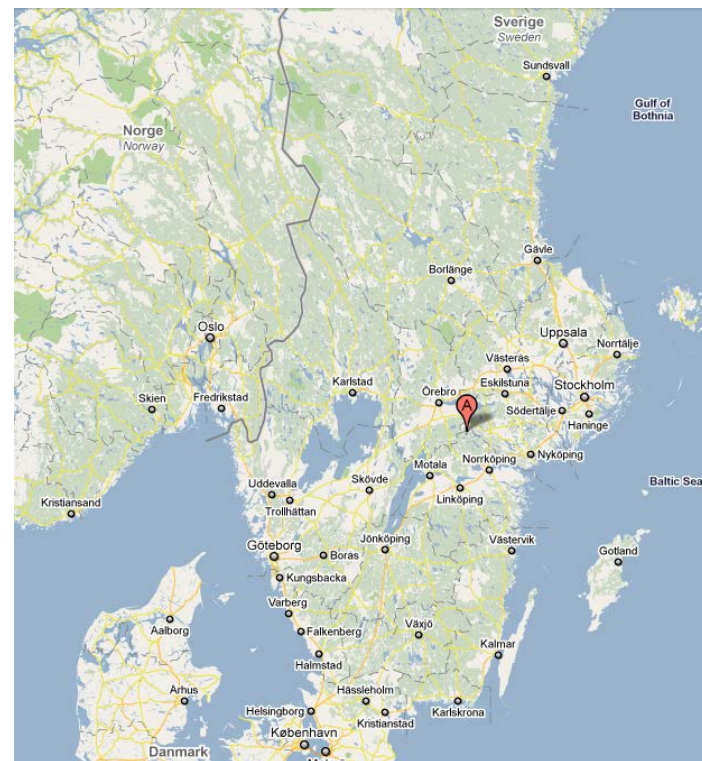 Sverige
Sweden
Sundsvall
Gulf of
Bothnia
Norge
Norway
Gävle
Borlänge
Oslo
Uppsala
Norrtälje
Västerås
Karlstad
Eskilstuna
Örebro
Stockholm
A
Skien
Fredrikstad
Södertälje
Haninge
Nyköping
Norrköping
Motala
Skövde
Uddevalla
Baltic Sea
Linköping
Trollhättan
Kristiansand
Jönköping
Västervik
Gotland
Göteborg
Borås
Kungsbacka
Varberg
Växjö
Aalborg
Falkenberg
Kalmar
Halmstad
Hässleholm
Århus
Helsingborg
Karlskrona
Kristianstad
København
Danmark